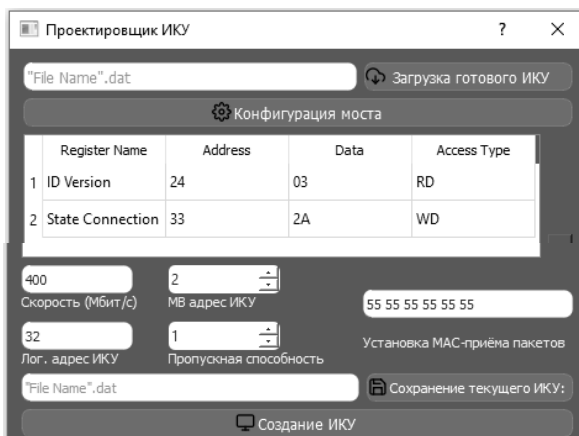 Проектировщик ИКУ ?
"File Name".dat Загрузка готового ИКУ
Конфигурация моста
Register Name Address Data Access Type
1 ID Version 24 03 RD
2 State Connection 33 2A WD
400 2
Скорость (Мбит/с) МВ адрес ИКУ 55 55 55 55 55 55
32 1 Установка MAC-приёма пакетов
Лог. адрес ИКУ Пропускная способность
"File Name".dat Сохранение текущего ИКУ:
Создание ИКУ